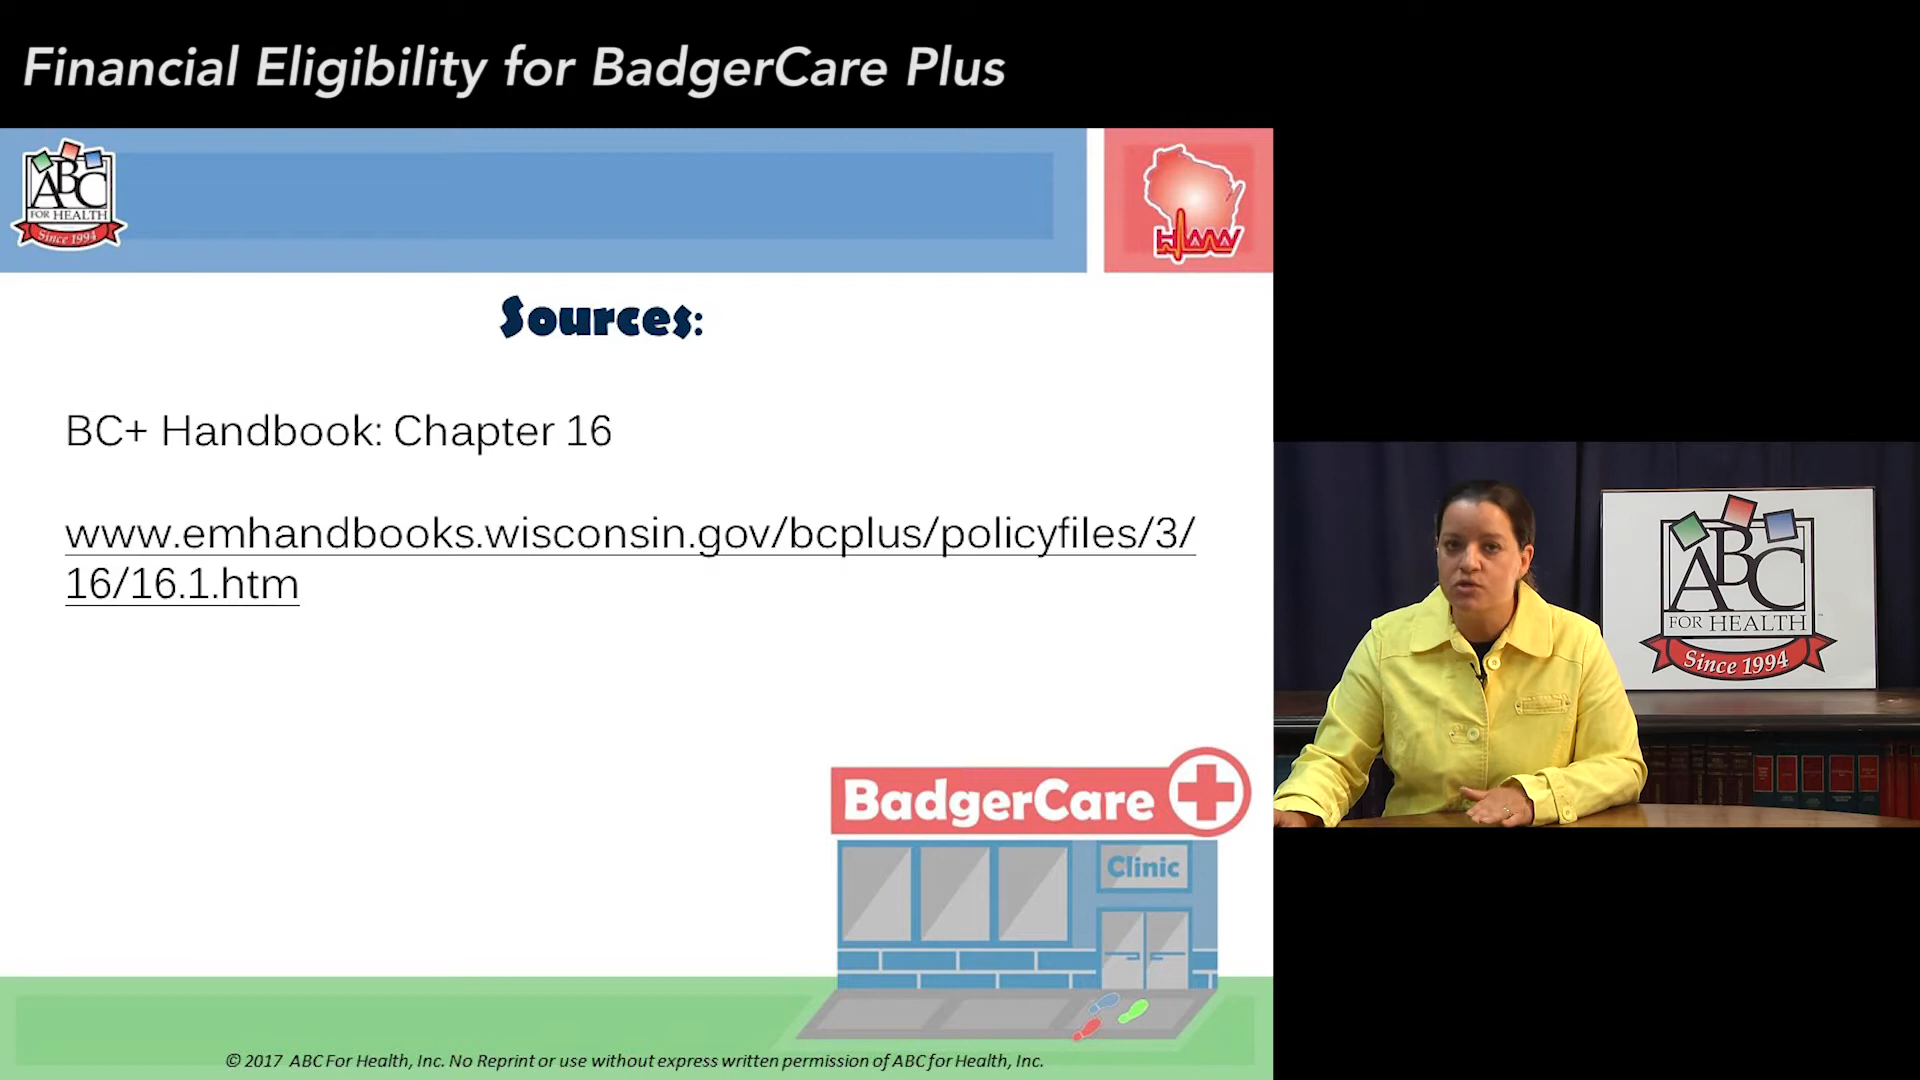 Financial Eligibility for BadgerCare Plus
ABC
FOR HEALTH
Since 1994
HAWW
Sources:
BC+ Handbook: Chapter 16
www.emhandbooks.wisconsin.gov/bcplus/policyfiles/3/
16/16.1.htm
ABC
FOR HEALTH
Since 1994
BadgerCare
Clinic
© 2017 ABC For Health, Inc. No Reprint or use without express written permission of ABC for Health, Inc.